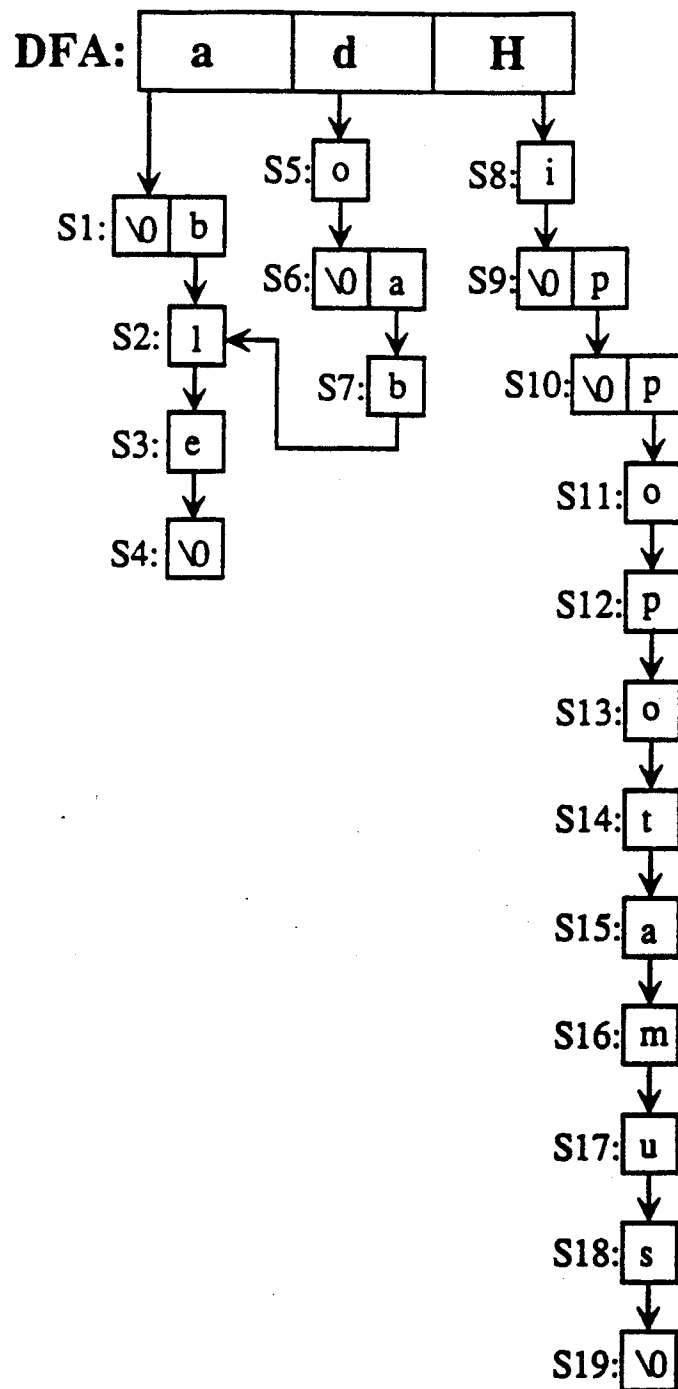 DFA: a d H
S5: o S8: i
S1: \0 b
S6: \0 a S9: \0 p
S2: l
S7: b S10: \0 p
S3: e
S11: o
S4: \0
S12: p
S13: o
S14: t
S15: a
S16: m
S17: u
S18: s
S19: \0